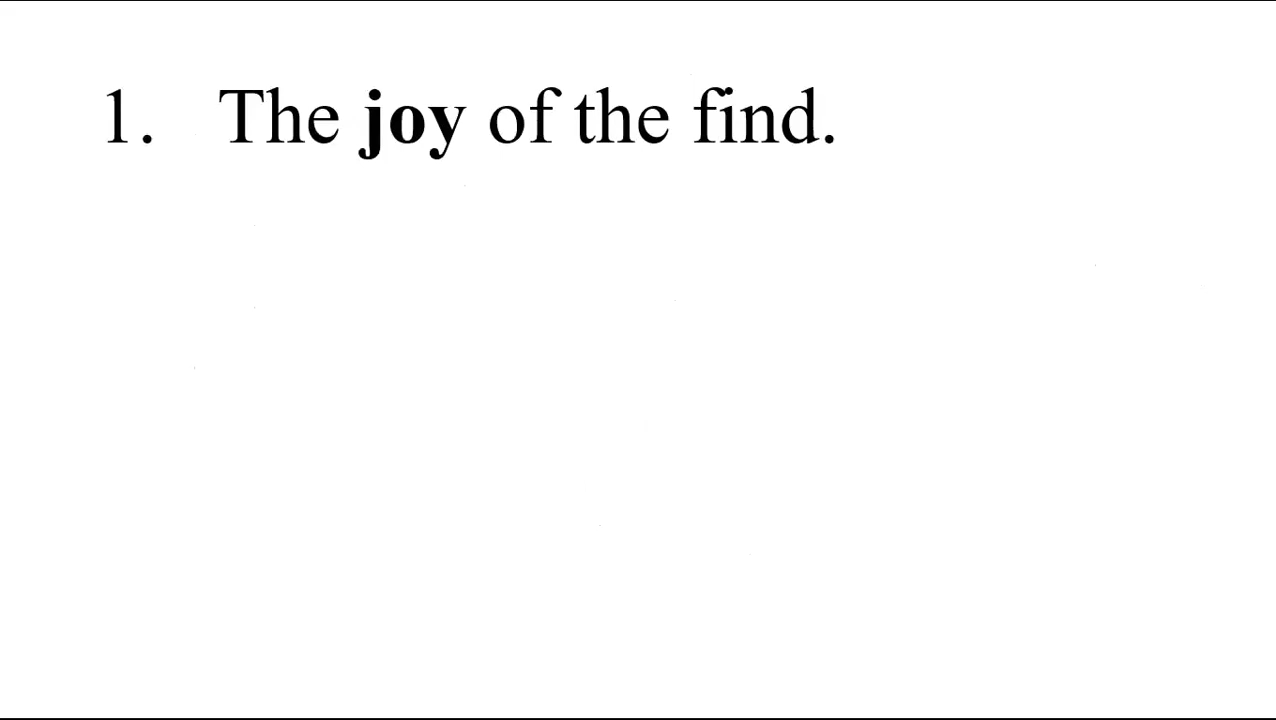 1. The joy of the find.